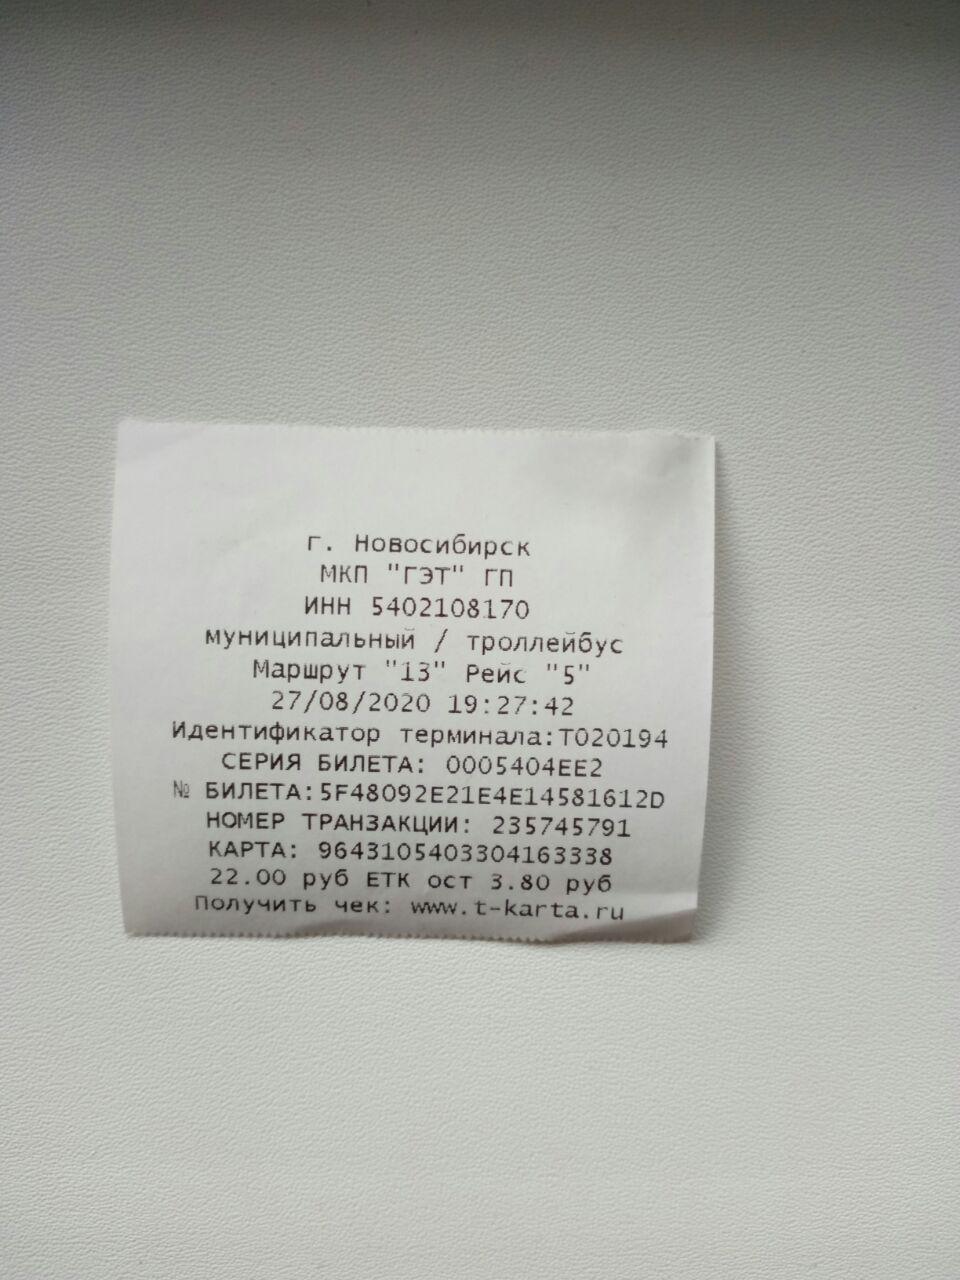 г. Новосибирск
МКП "ГЭТ" ГП
ИНН 5402108170
муниципальный / троллейбус
Маршрут "13" Рейс "5"
27/08/2020 19:27:42
Идентификатор терминала:Т020194
СЕРИЯ БИЛЕТА: 0005404EE2
№ БИЛЕТА:5F48092E21E4E14581612D
НОМЕР ТРАНЗАКЦИИ: 235745791
КАРТА: 9643105403304163338
22.00 руб ЕТК ост 3.80 руб
Получить чек: www.t-karta.ru